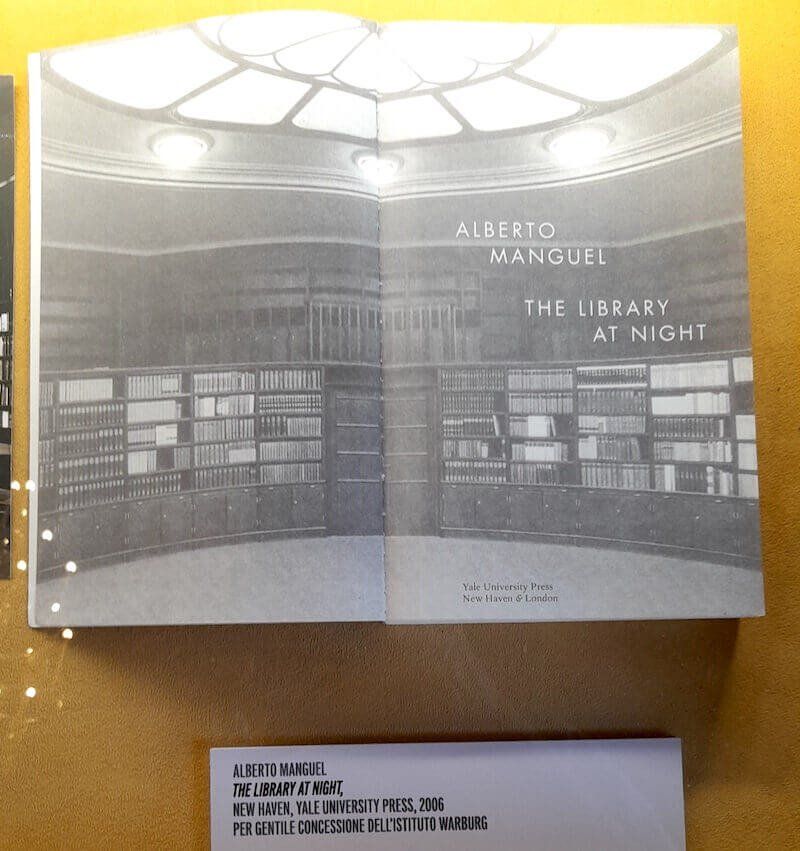 ALBERTO
MANGUEL
THE LIBRARY
AT NIGHT
Yale University Press
New Haven & London
ALBERTO MANGUEL
THE LIBRARY AT NIGHT,
NEW HAVEN, YALE UNIVERSITY PRESS, 2006
PER GENTILE CONCESSIONE DELL'ISTITUTO WARBURG